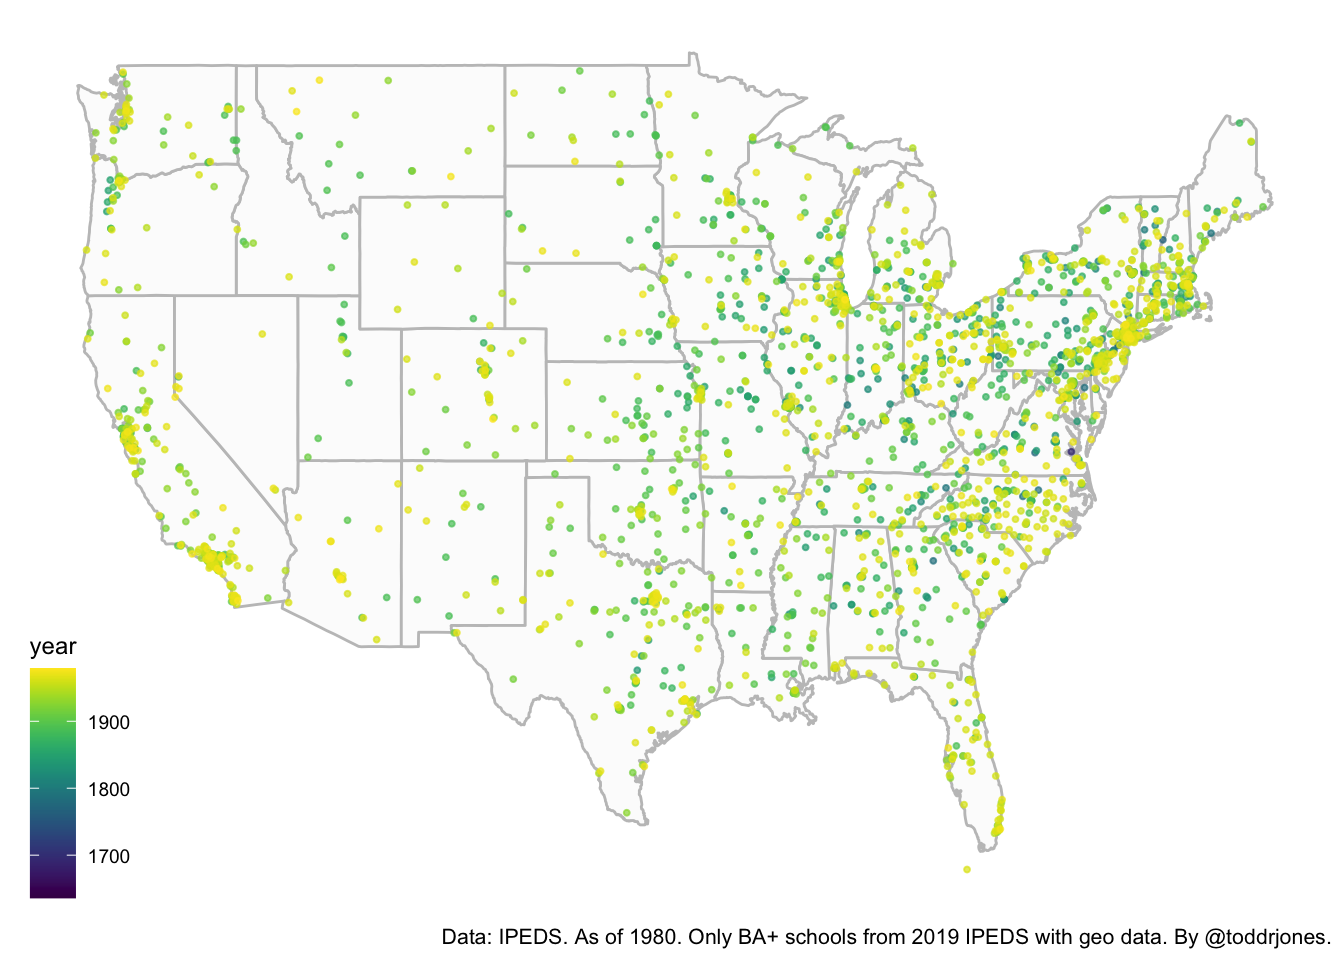 year
1900
1800
1700
Data: IPEDS. As of 1980. Only BA+ schools from 2019 IPEDS with geo data. By @toddrjones.